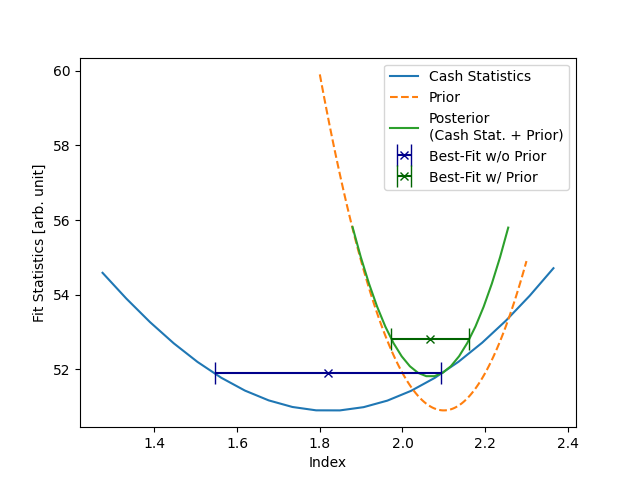 60
58
56
54
52
Fit Statistics [arb. unit]
Cash Statistics
Prior
Posterior
(Cash Stat. + Prior)
Best-Fit w/o Prior
Best-Fit w/ Prior
1.4
1.6
1.8
2.0
2.2
2.4
Index